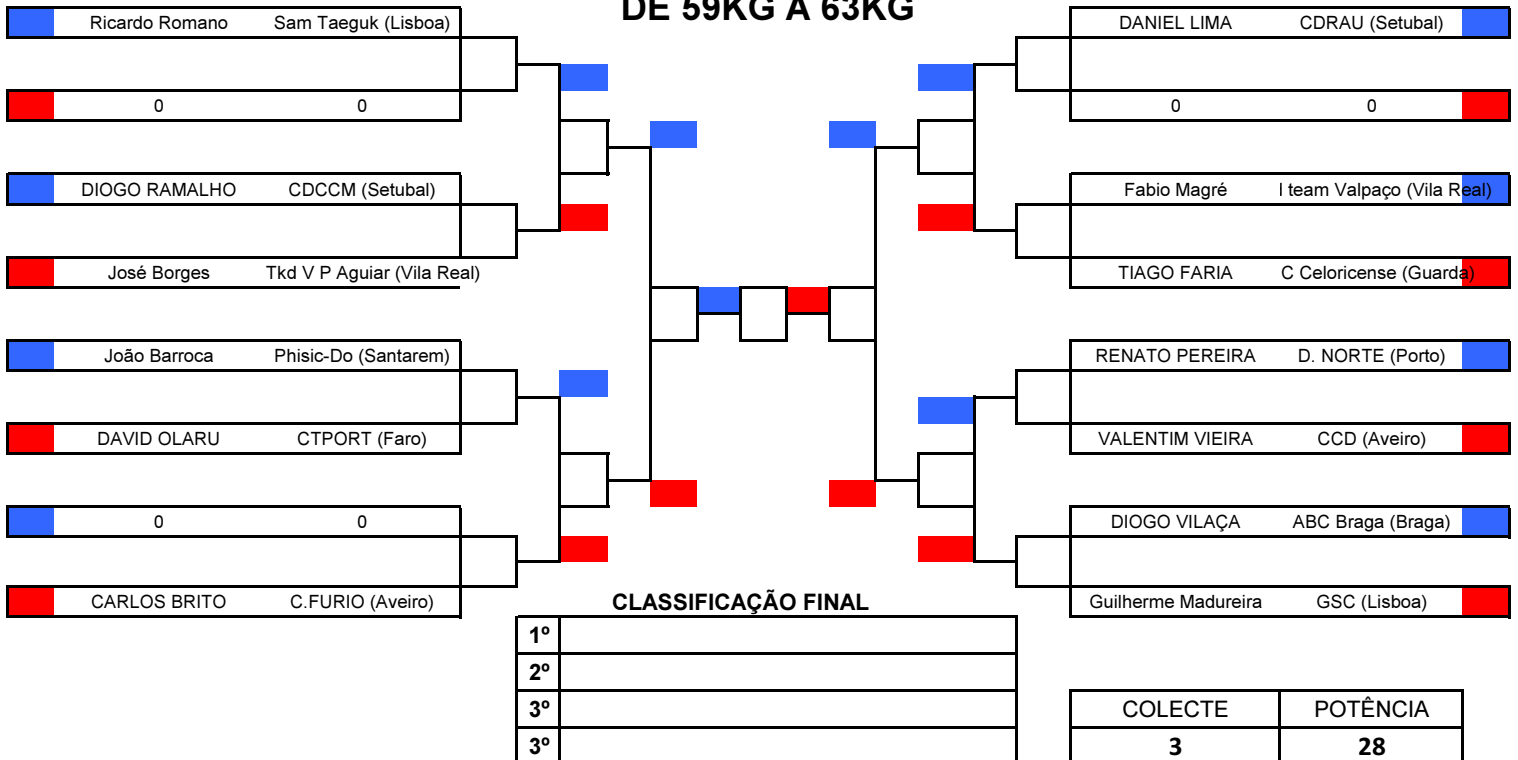 DE 59KG A 63KG
Ricardo Romano Sam Taeguk (Lisboa)
0 0
DIOGO RAMALHO CDCCM (Setubal)
José Borges Tkd V P Aguiar (Vila Real)
João Barroca Phisic-Do (Santarem)
DAVID OLARU CTPORT (Faro)
0 0
CARLOS BRITO C.FURIO (Aveiro)
DANIEL LIMA CDRAU (Setubal)
0 0
Fabio Magré l team Valpaço (Vila Real)
TIAGO FARIA C Celoricense (Guarda)
RENATO PEREIRA D. NORTE (Porto)
VALENTIM VIEIRA CCD (Aveiro)
DIOGO VILAÇA ABC Braga (Braga)
Guilherme Madureira GSC (Lisboa)
CLASSIFICAÇÃO FINAL
1º
2º
3º
3º
COLECTE POTÊNCIA
3 28